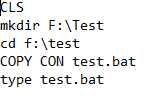 CLS
mkdir F:\Test
cd f:\test
COPY CON test.bat
type test.bat